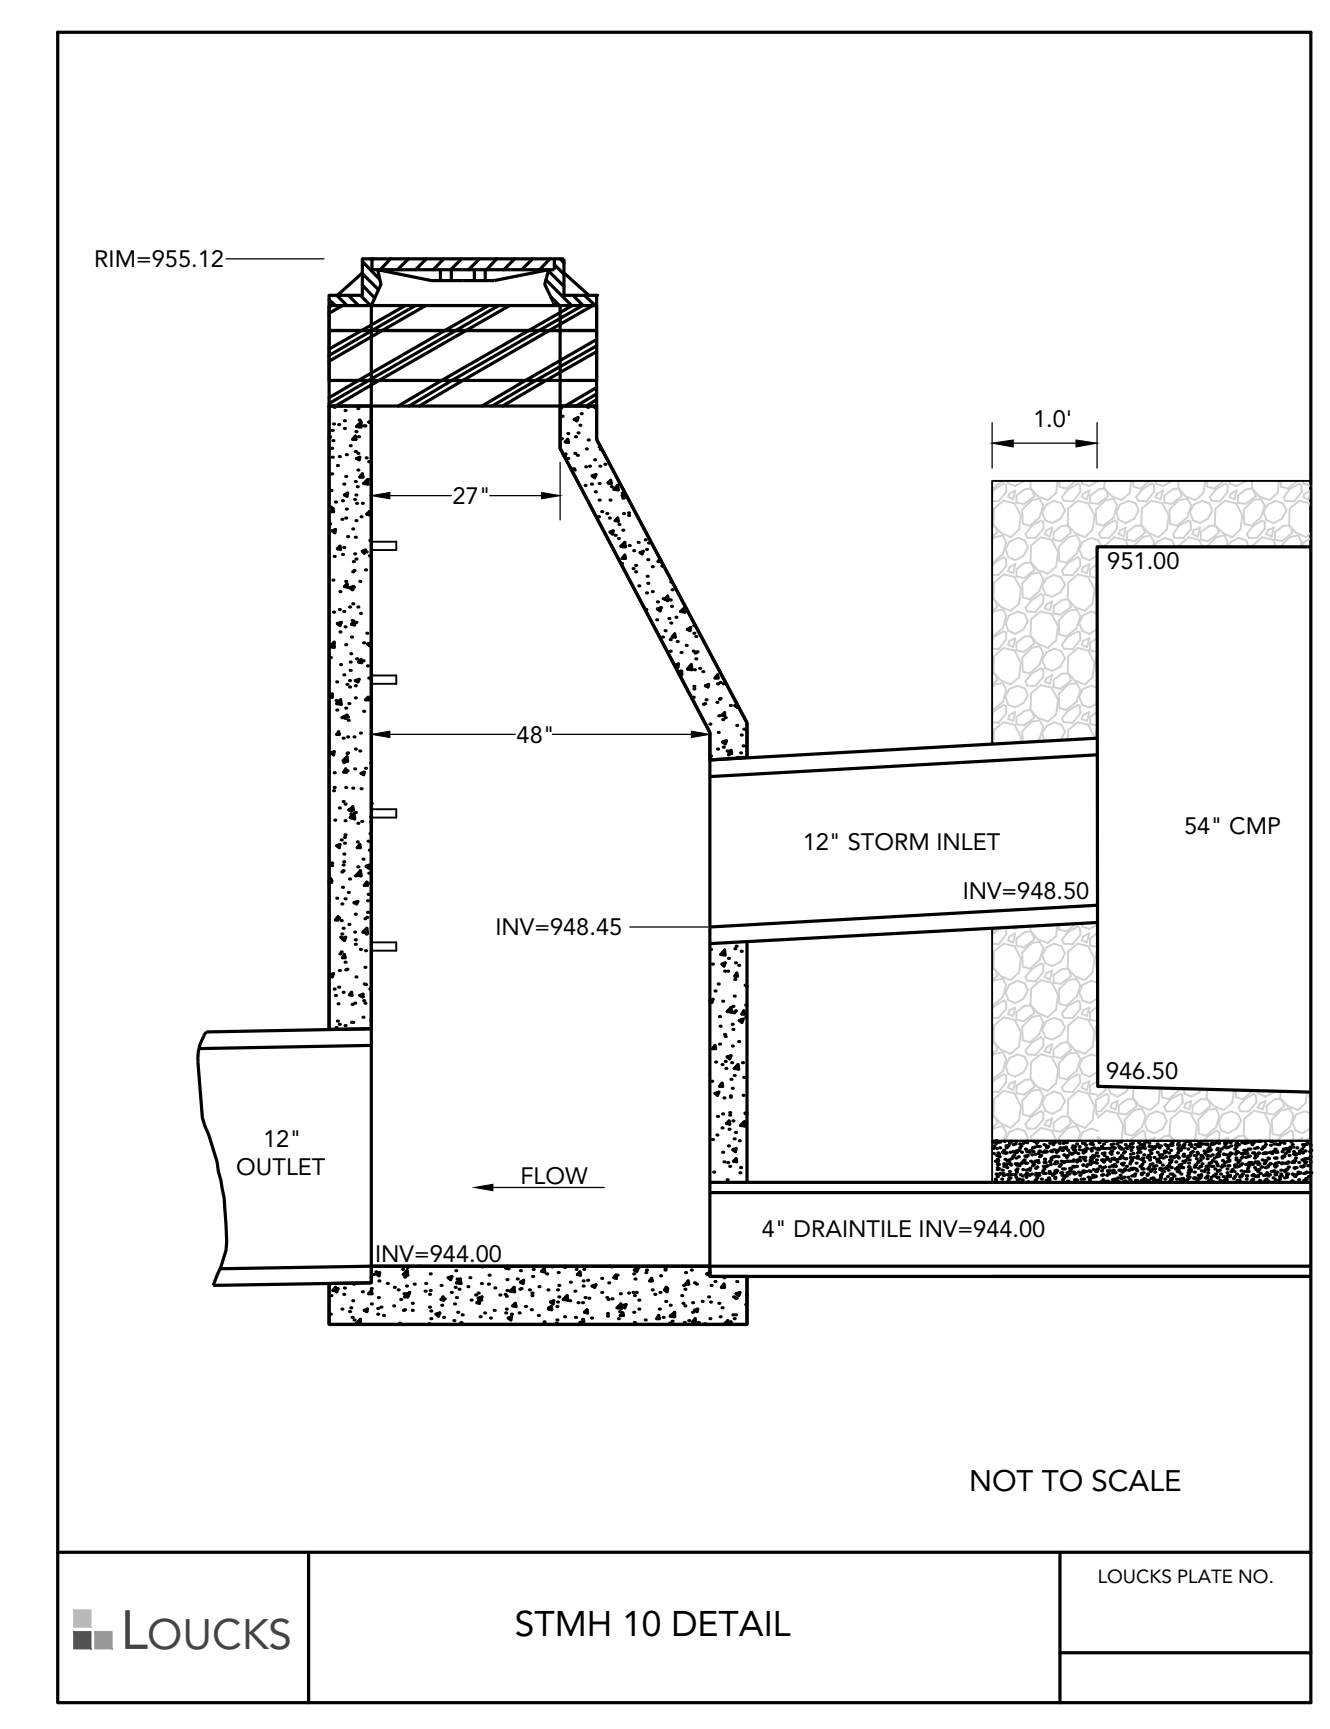 RIM=955.12
1.0'
27"
951.00
48"
54" CMP
12" STORM INLET
INV=948.50
INV=948.45
946.50
12"
OUTLET
FLOW
4" DRAINTILE INV=944.00
INV=944.00
NOT TO SCALE
LOUCKS PLATE NO.
LOUCKS
STMH 10 DETAIL